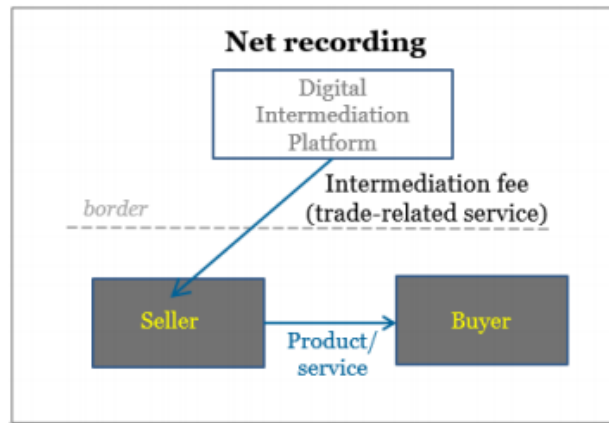 Net recording
Digital
Intermediation
Platform
Intermediation fee
(trade-related service)
border
Seller
Product/
service
Buyer